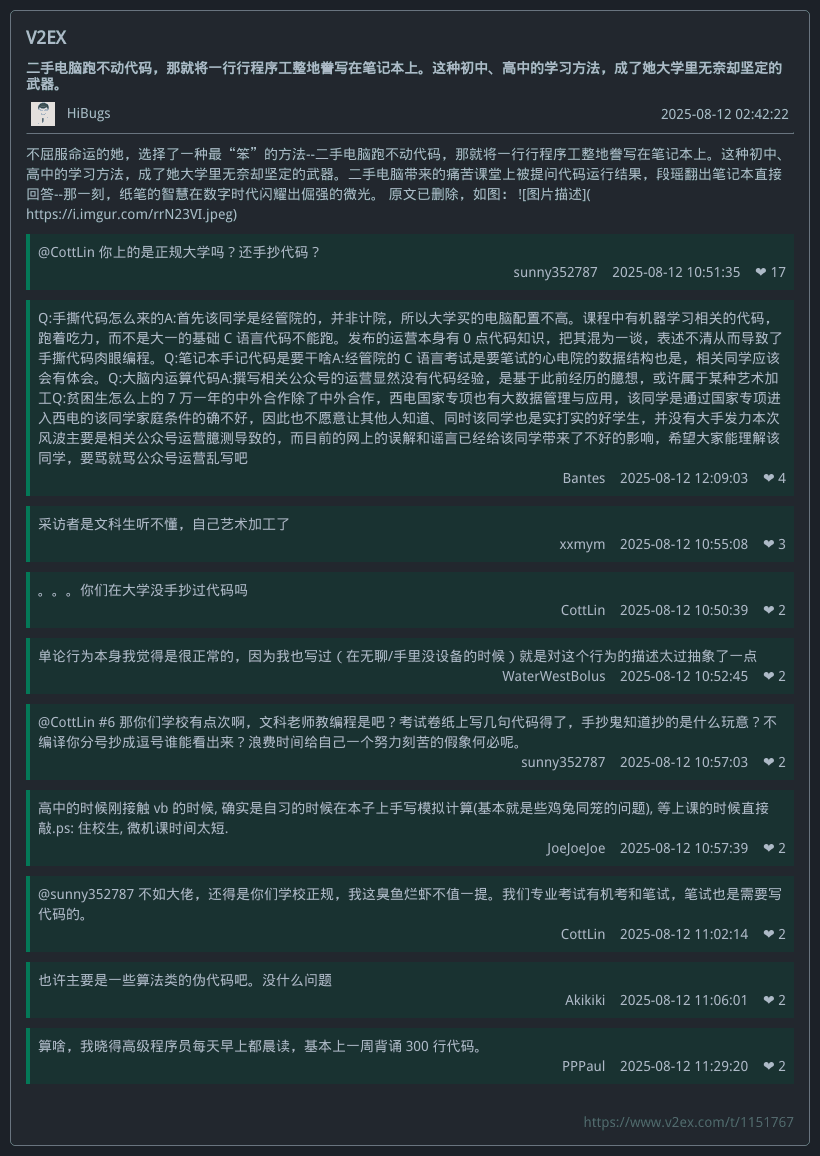 V2EX
二手电脑跑不动代码，那就将一行行程序工整地誊写在笔记本上。这种初中、高中的学习方法，成了她大学里无奈却坚定的
武器。
HiBugs 2025-08-12 02:42:22
不屈服命运的她，选择了一种最“笨”的方法--二手电脑跑不动代码，那就将一行行程序工整地誊写在笔记本上。这种初中、
高中的学习方法，成了她大学里无奈却坚定的武器。二手电脑带来的痛苦课堂上被提问代码运行结果，段瑶翻出笔记本直接
回答--那一刻，纸笔的智慧在数字时代闪耀出倔强的微光。 原文已删除，如图： ![图片描述](
https://i.imgur.com/rrN23VI.jpeg)
@CottLin 你上的是正规大学吗？还手抄代码？
sunny352787 2025-08-12 10:51:35 ❤ 17
Q:手撕代码怎么来的A:首先该同学是经管院的，并非计院，所以大学买的电脑配置不高。课程中有机器学习相关的代码，
跑着吃力，而不是大一的基础 C 语言代码不能跑。发布的运营本身有 0 点代码知识，把其混为一谈，表述不清从而导致了
手撕代码肉眼编程。Q:笔记本手记代码是要干啥A:经管院的 C 语言考试是要笔试的心电院的数据结构也是，相关同学应该
会有体会。Q:大脑内运算代码A:撰写相关公众号的运营显然没有代码经验，是基于此前经历的臆想，或许属于某种艺术加
工Q:贫困生怎么上的 7 万一年的中外合作除了中外合作，西电国家专项也有大数据管理与应用，该同学是通过国家专项进
入西电的该同学家庭条件的确不好，因此也不愿意让其他人知道、同时该同学也是实打实的好学生，并没有大手发力本次
风波主要是相关公众号运营臆测导致的，而目前的网上的误解和谣言已经给该同学带来了不好的影响，希望大家能理解该
同学，要骂就骂公众号运营乱写吧
Bantes 2025-08-12 12:09:03 ❤ 4
采访者是文科生听不懂，自己艺术加工了
xxmym 2025-08-12 10:55:08 ❤ 3
。。。你们在大学没手抄过代码吗
CottLin 2025-08-12 10:50:39 ❤ 2
单论行为本身我觉得是很正常的，因为我也写过（在无聊/手里没设备的时候）就是对这个行为的描述太过抽象了一点
WaterWestBolus 2025-08-12 10:52:45 ❤ 2
@CottLin #6 那你们学校有点次啊，文科老师教编程是吧？考试卷纸上写几句代码得了，手抄鬼知道抄的是什么玩意？不
编译你分号抄成逗号谁能看出来？浪费时间给自己一个努力刻苦的假象何必呢。
sunny352787 2025-08-12 10:57:03 ❤ 2
高中的时候刚接触 vb 的时候, 确实是自习的时候在本子上手写模拟计算(基本就是些鸡兔同笼的问题), 等上课的时候直接
敲.ps: 住校生, 微机课时间太短.
JoeJoeJoe 2025-08-12 10:57:39 ❤ 2
@sunny352787 不如大佬，还得是你们学校正规，我这臭鱼烂虾不值一提。我们专业考试有机考和笔试，笔试也是需要写
代码的。
CottLin 2025-08-12 11:02:14 ❤ 2
也许主要是一些算法类的伪代码吧。没什么问题
Akikiki 2025-08-12 11:06:01 ❤ 2
算啥，我晓得高级程序员每天早上都晨读，基本上一周背诵 300 行代码。
PPPaul 2025-08-12 11:29:20 ❤ 2
https://www.v2ex.com/t/1151767